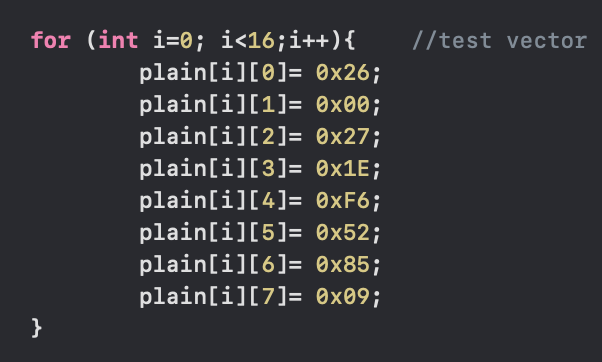 for (int i=0; i<16;i++){    //test vector
        plain[i][0]= 0x26;
        plain[i][1]= 0x00;
        plain[i][2]= 0x27;
        plain[i][3]= 0x1E;
        plain[i][4]= 0xF6;
        plain[i][5]= 0x52;
        plain[i][6]= 0x85;
        plain[i][7]= 0x09;
}